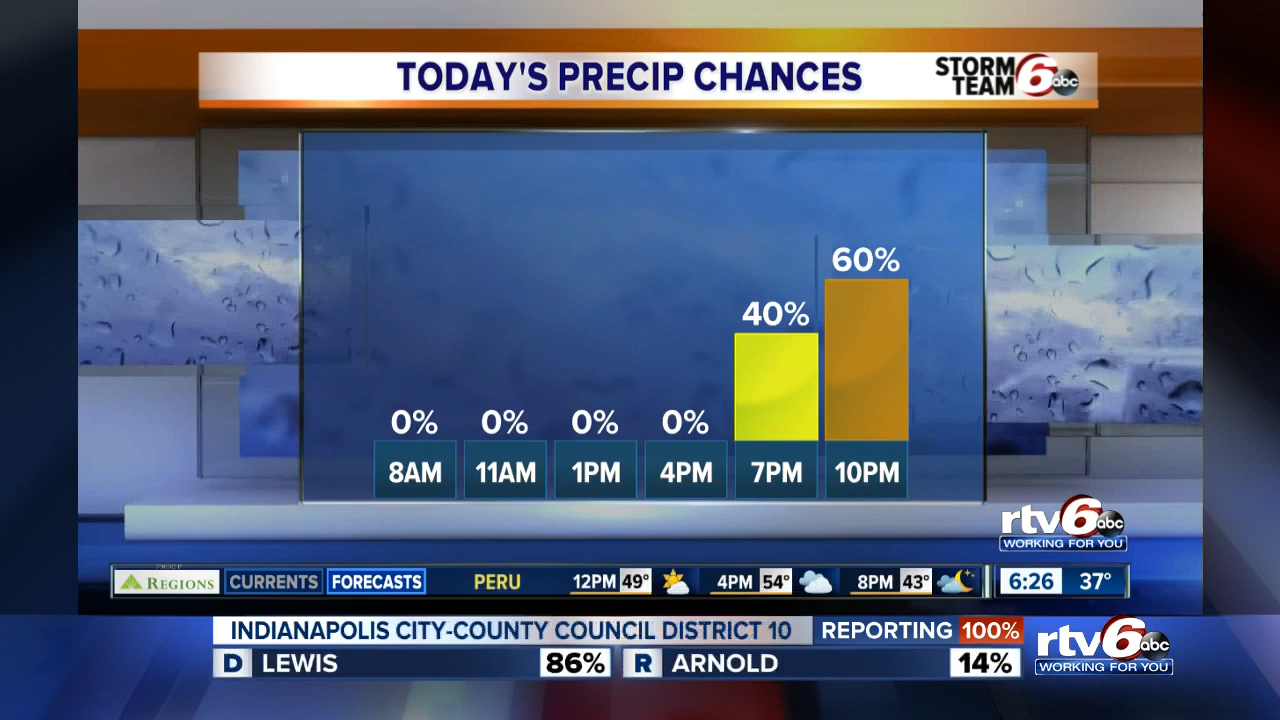 TODAY'S PRECIP CHANCES
STORM TEAM 6 abc
60%
40%
0% 0% 0% 0%
8AM 11AM 1PM 4PM 7PM 10PM
rtv6 abc
WORKING FOR YOU
REGIONS CURRENTS FORECASTS PERU 12PM 49° 4PM 54° 8PM 43° 6:26 37°
INDIANAPOLIS CITY-COUNTY COUNCIL DISTRICT 10 REPORTING 100%
D LEWIS 86% R ARNOLD 14%
rtv6 abc
WORKING FOR YOU